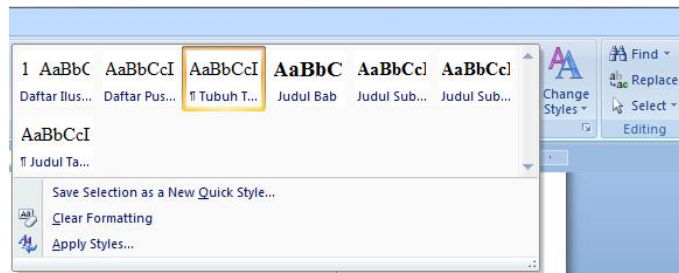 1 AaBbC AaBbCcI AaBbCcI AaBbC AaBbCcl AaBbCcl
Daftar Ilus... Daftar Pus... ¶ Tubuh T... Judul Bab Judul Sub... Judul Sub...
AaBbCcI
¶ Judul Ta...
Save Selection as a New Quick Style...
Clear Formatting
Apply Styles...
Change
Styles
Find
Replace
Select
Editing